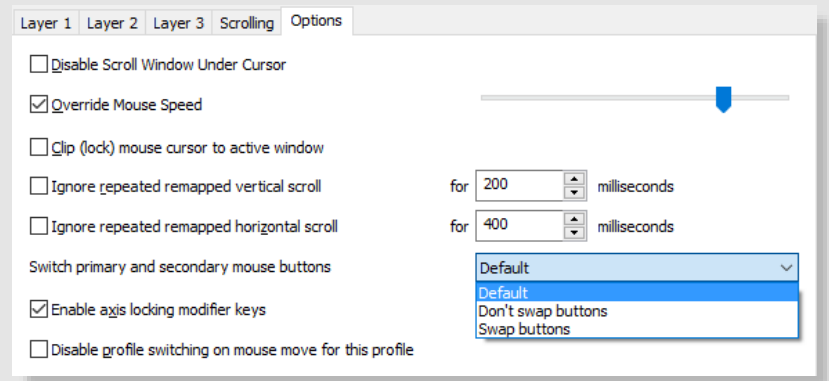 Layer 1 Layer 2 Layer 3 Scrolling Options
Disable Scroll Window Under Cursor
Override Mouse Speed
Clip (lock) mouse cursor to active window
Ignore repeated remapped vertical scroll for 200 milliseconds
Ignore repeated remapped horizontal scroll for 400 milliseconds
Switch primary and secondary mouse buttons Default
Default
Don't swap buttons
Swap buttons
Enable axis locking modifier keys
Disable profile switching on mouse move for this profile